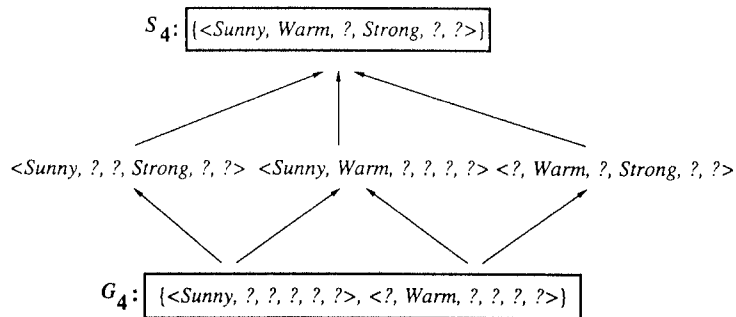 S4: {<Sunny, Warm, ?, Strong, ?, ?>}
<Sunny, ?, ?, Strong, ?, ?> <Sunny, Warm, ?, ?, ?, ?> <?, Warm, ?, Strong, ?, ?>
G4: {<Sunny, ?, ?, ?, ?, ?>, <?, Warm, ?, ?, ?, ?>}